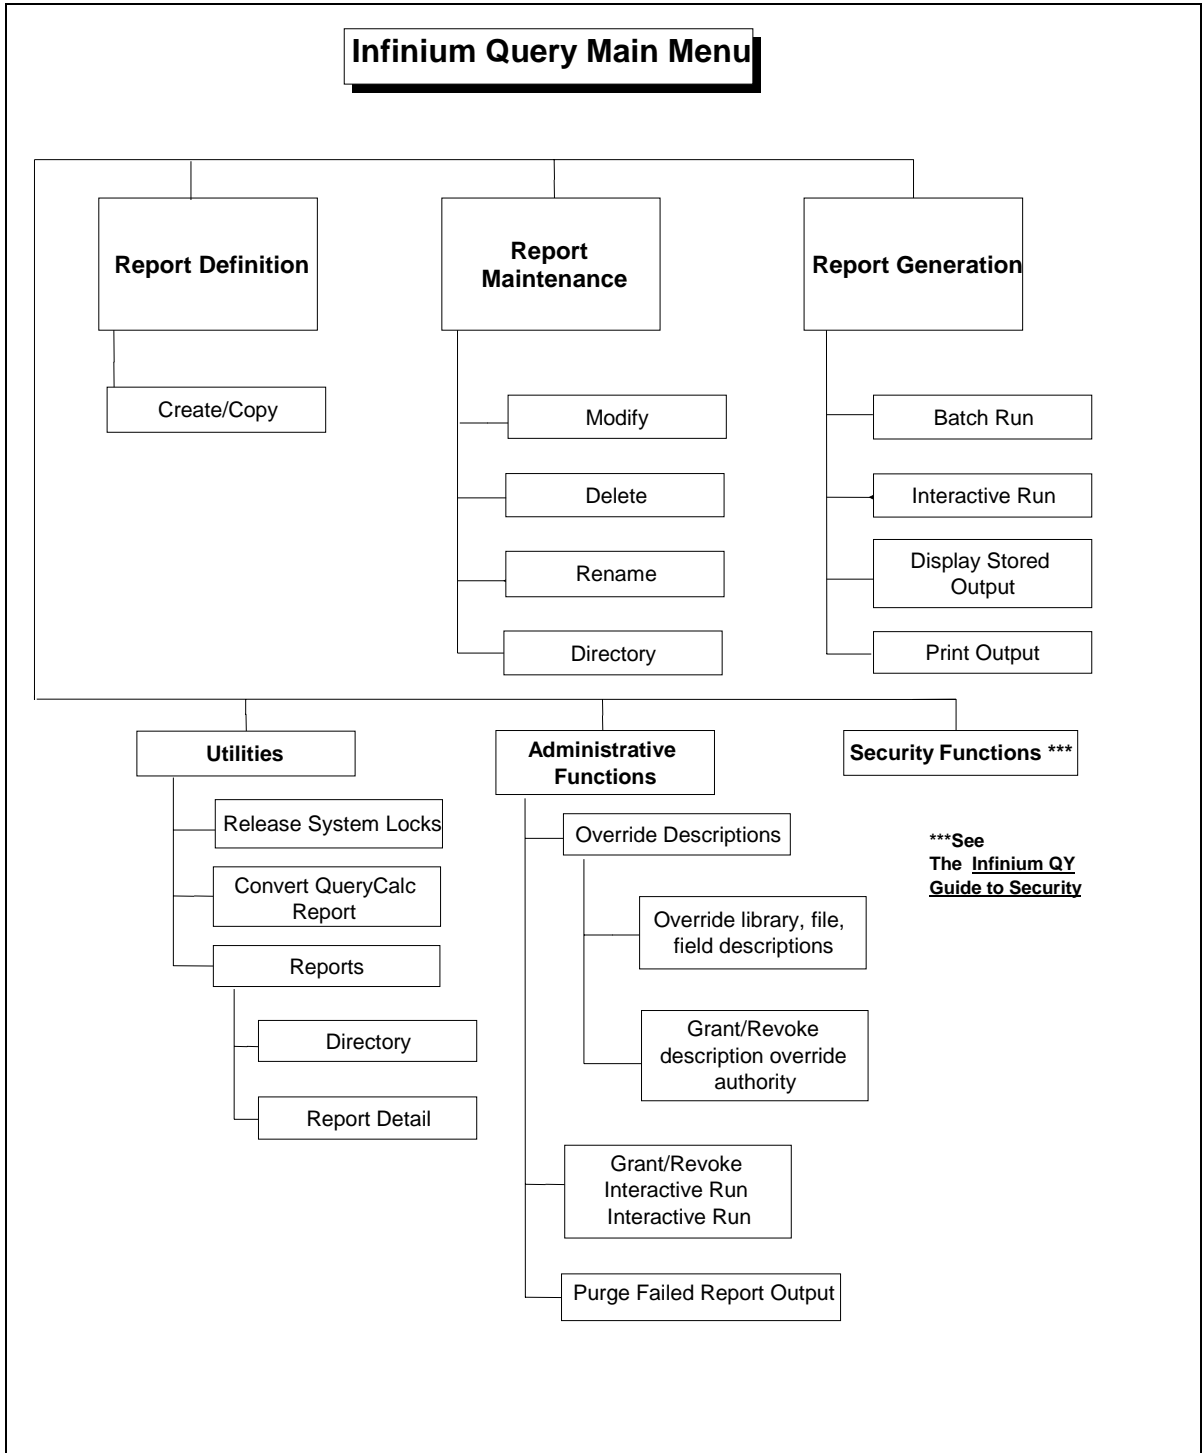 Infinium Query Main Menu
Report Definition
Report
Maintenance
Report Generation
Create/Copy
Modify
Delete
Rename
Directory
Batch Run
Interactive Run
Display Stored
Output
Print Output
Utilities
Release System Locks
Convert QueryCalc
Report
Reports
Directory
Report Detail
Administrative
Functions
Override Descriptions
Override library, file,
field descriptions
Grant/Revoke
description override
authority
Grant/Revoke
Interactive Run
Interactive Run
Purge Failed Report Output
Security Functions ***
***See
The Infinium QY
Guide to Security